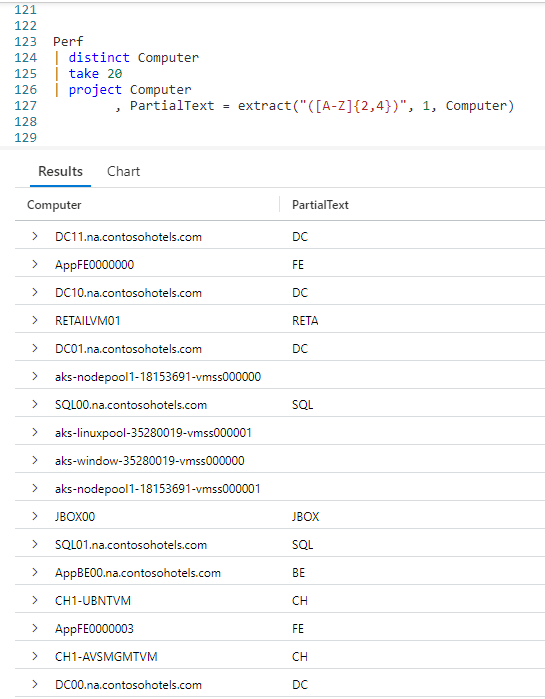 121
122
123 Perf
124 | distinct Computer
125 | take 20
126 | project Computer
127 , PartialText = extract("([A-Z]{2,4})", 1, Computer)
128
129
Results Chart
Computer PartialText
> DC11.na.contosohotels.com DC
> AppFE0000000 FE
> DC10.na.contosohotels.com DC
> RETAILVM01 RETA
> DC01.na.contosohotels.com DC
> aks-nodepool1-18153691-vmss000000
> SQL00.na.contosohotels.com SQL
> aks-linuxpool-35280019-vmss000001
> aks-window-35280019-vmss000000
> aks-nodepool1-18153691-vmss000001
> JBOX00 JBOX
> SQL01.na.contosohotels.com SQL
> AppBE00.na.contosohotels.com BE
> CH1-UBNTVM CH
> AppFE0000003 FE
> CH1-AVSMGMTVM CH
> DC00.na.contosohotels.com DC